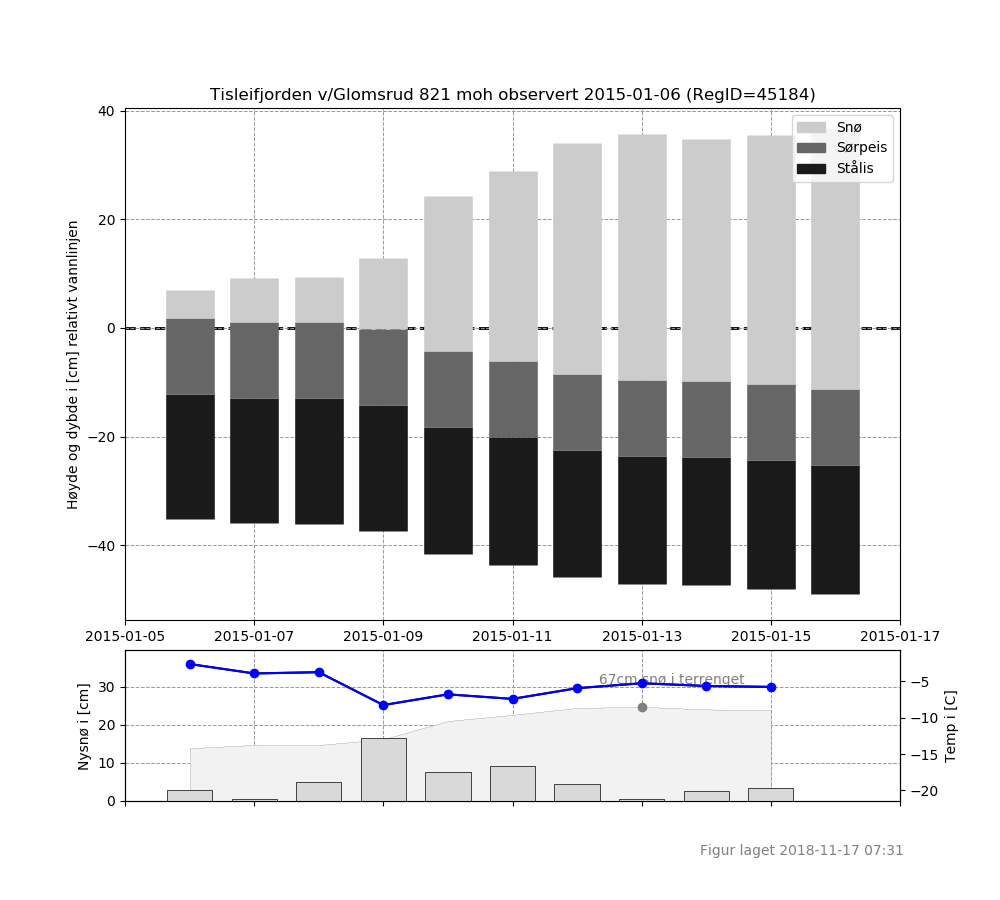 Tisleifjorden v/Glomsrud 821 moh observert 2015-01-06 (RegID=45184)
Høyde og dybde i [cm] relativt vannlinjen
40
20
0
−20
−40
Snø
Sørpeis
Stålis
2015-01-05 2015-01-07 2015-01-09 2015-01-11 2015-01-13 2015-01-15 2015-01-17
Nysnø i [cm]
30
20
10
0
67cm snø i terrenget
−5
−10
−15
−20
Temp i [C]
Figur laget 2018-11-17 07:31